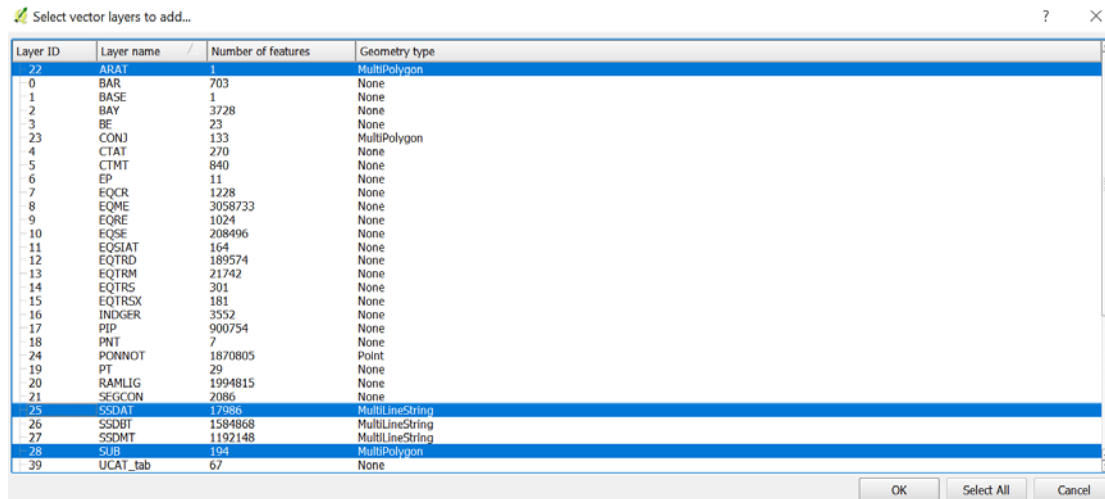 Select vector layers to add... ? ×
Layer ID Layer name Number of features Geometry type
22 ARAT 1 MultiPolygon
0 BAR 703 None
1 BASE 1 None
2 BAY 3728 None
3 BE 23 None
23 CONJ 133 MultiPolygon
4 CTAT 270 None
5 CTMT 840 None
6 EP 11 None
7 EQCR 1228 None
8 EQME 3058733 None
9 EQRE 1024 None
10 EQSE 208496 None
11 EQSIAT 164 None
12 EQTRD 189574 None
13 EQTRM 21742 None
14 EQTRS 301 None
15 EQTRSX 181 None
16 INDGER 3552 None
17 PIP 900754 None
18 PNT 7 None
24 PONNOT 1870805 Point
19 PT 29 None
20 RAMLIG 1994815 None
21 SEGCON 2086 None
25 SSDAT 17986 MultiLineString
26 SSDBT 1584868 MultiLineString
27 SSDMT 1192148 MultiLineString
28 SUB 194 MultiPolygon
39 UCAT_tab 67 None
OK Select All Cancel